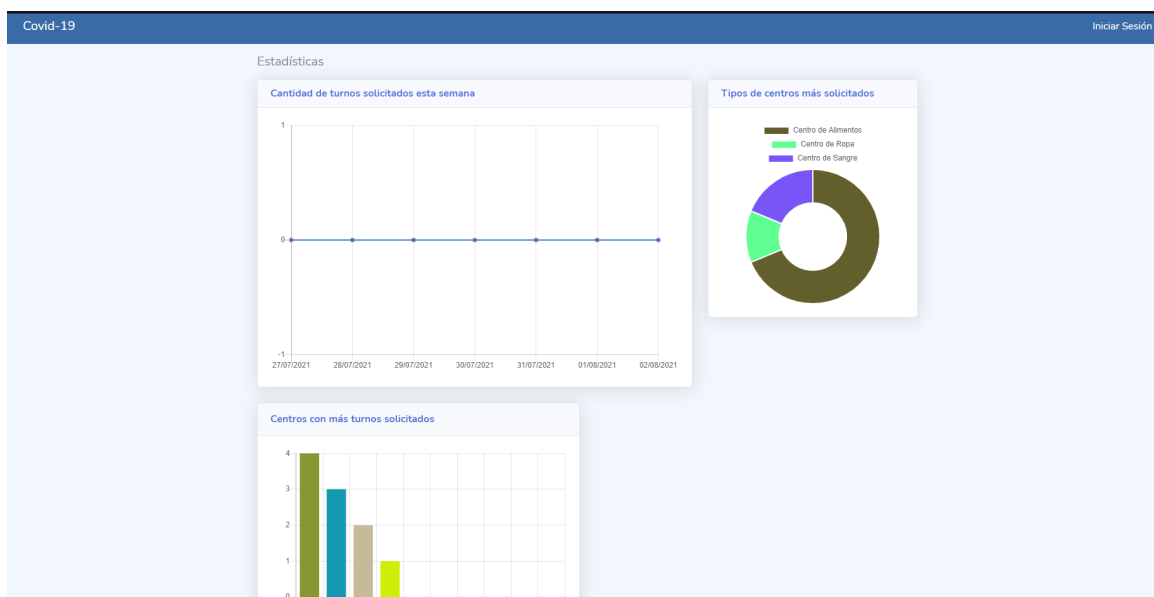 Covid-19
Iniciar Sesión
Estadísticas
Cantidad de turnos solicitados esta semana
1
0
-1
27/07/2021 28/07/2021 29/07/2021 30/07/2021 31/07/2021 01/08/2021 02/08/2021
Tipos de centros más solicitados
Centro de Alimentos
Centro de Ropa
Centro de Sangre
Centros con más turnos solicitados
4
3
2
1
0